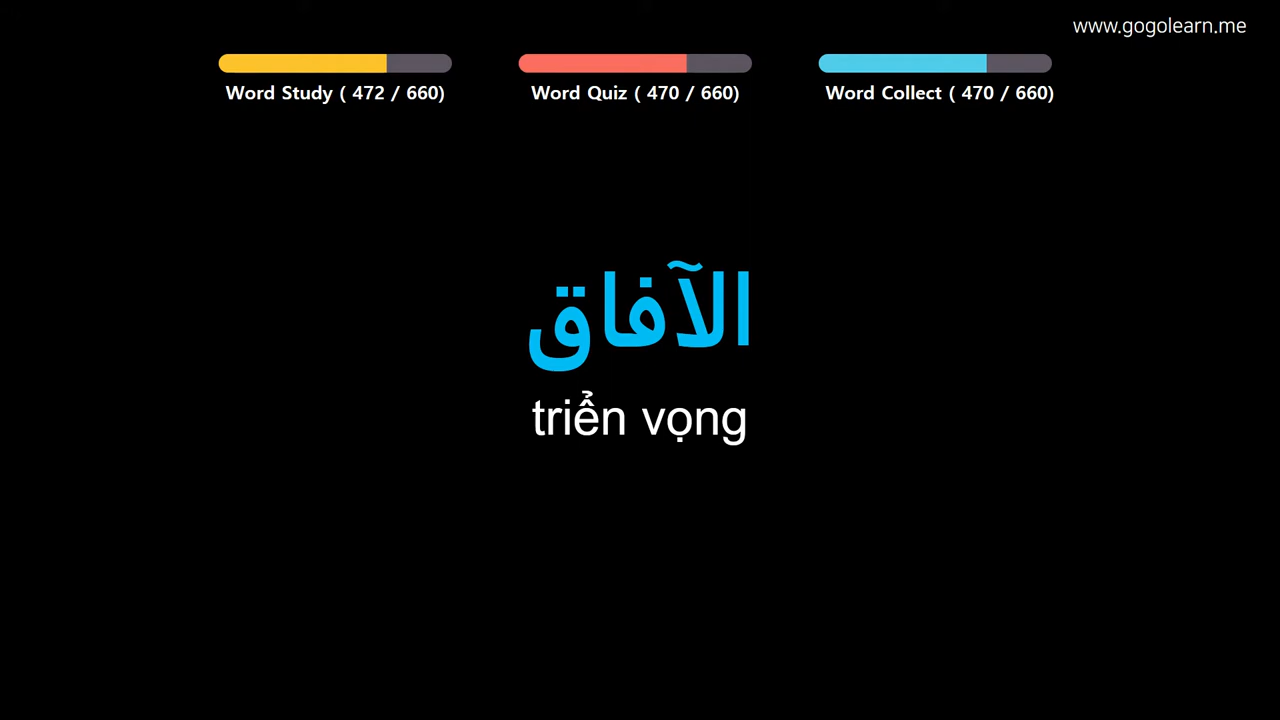 www.gogolearn.me
Word Study ( 472 / 660)
Word Quiz ( 470 / 660)
Word Collect ( 470 / 660)
الآفاق
triển vọng